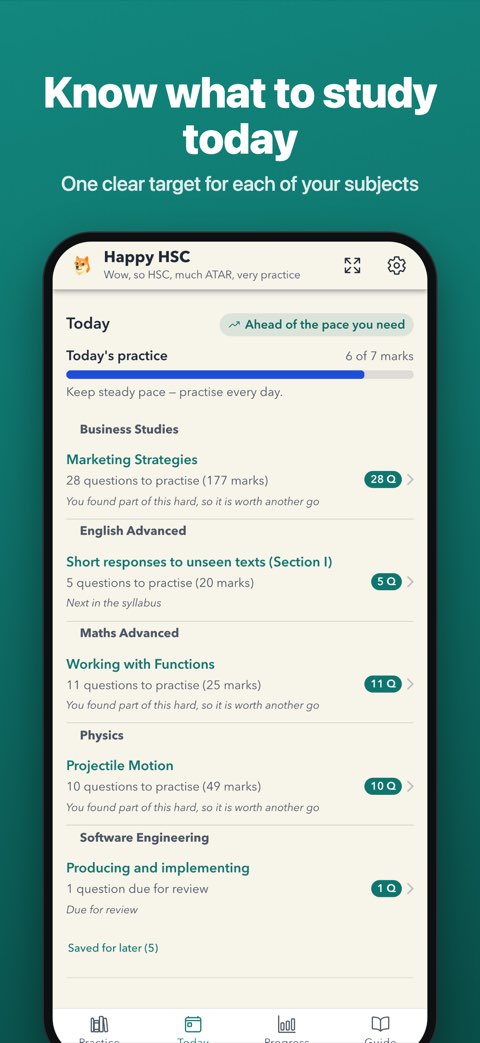 Know what to study
today
One clear target for each of your subjects
Happy HSC
Wow, so HSC, much ATAR, very practice
Today
Ahead of the pace you need
Today's practice
6 of 7 marks
Keep steady pace – practise every day.
Business Studies
Marketing Strategies
28 questions to practise (177 marks)
28 Q
You found part of this hard, so it is worth another go
English Advanced
Short responses to unseen texts (Section I)
5 questions to practise (20 marks)
5 Q
Next in the syllabus
Maths Advanced
Working with Functions
11 questions to practise (25 marks)
11 Q
You found part of this hard, so it is worth another go
Physics
Projectile Motion
10 questions to practise (49 marks)
10 Q
You found part of this hard, so it is worth another go
Software Engineering
Producing and implementing
1 question due for review
1 Q
Due for review
Saved for later (5)
Practice
Today
Progress
Guide